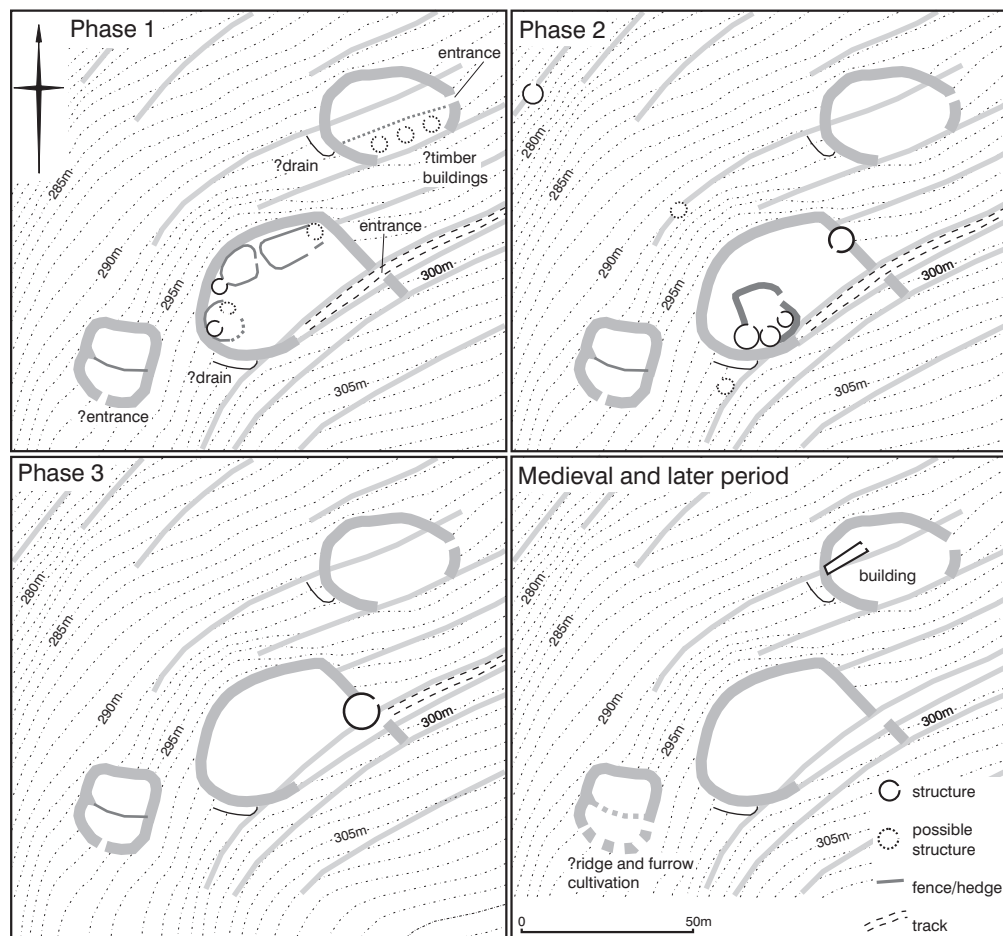 Phase 1
entrance
?drain
?timber
buildings
285m
entrance
290m
295m
300m
?drain
305m
?entrance
Phase 2
280m
285m
290m
295m
300m
305m
Phase 3
280m
285m
290m
295m
300m
305m
Medieval and later period
building
280m
285m
290m
295m
300m
305m
?ridge and furrow
cultivation
structure
possible
structure
fence/hedge
track
0
50m